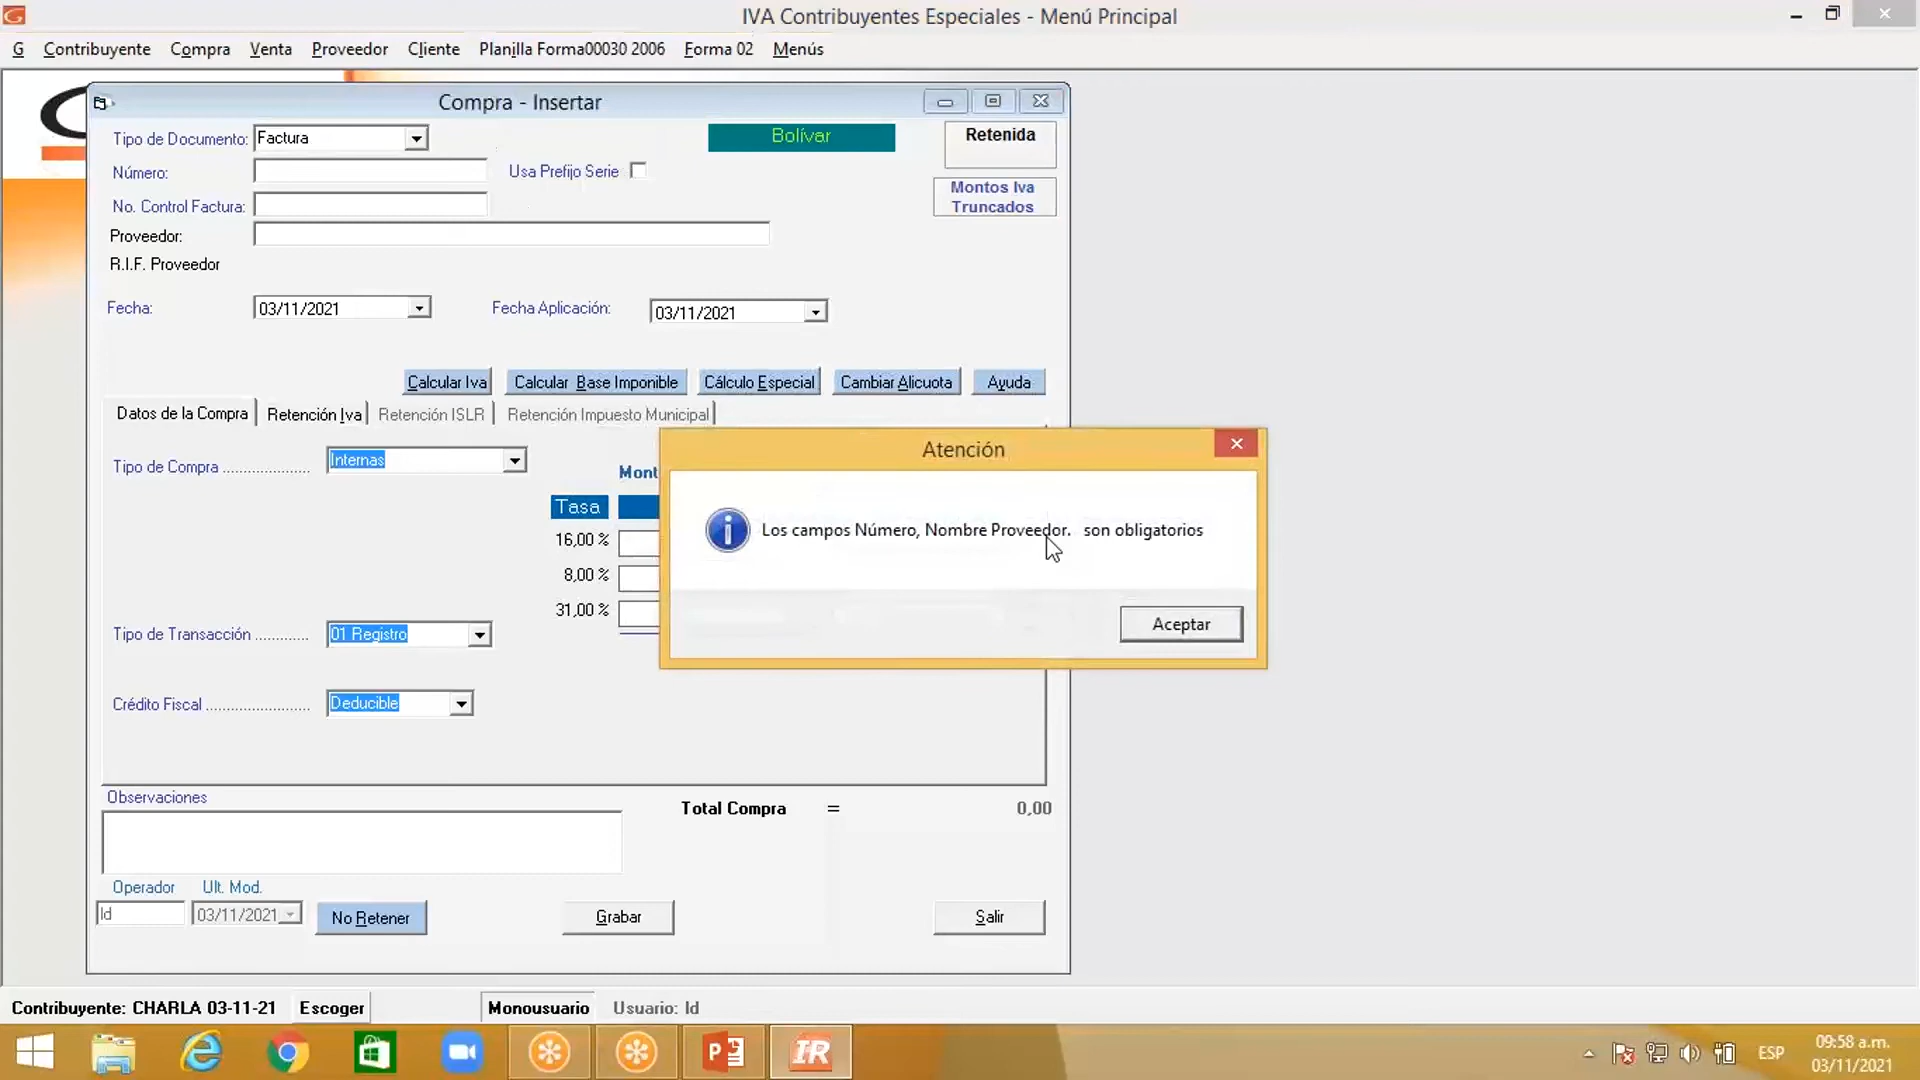 IVA Contribuyentes Especiales - Menú Principal
G Contribuyente Compra Venta Proveedor Cliente Planilla Forma00030 2006 Forma 02 Menús
Compra - Insertar
Tipo de Documento: Factura
Bolívar
Retenida
Número:
Usa Prefijo Serie
Montos Iva
Truncados
No. Control Factura:
Proveedor:
R.I.F. Proveedor
Fecha: 03/11/2021 Fecha Aplicación: 03/11/2021
Calcular Iva Calcular Base Imponible Cálculo Especial Cambiar Alicuota Ayuda
Datos de la Compra Retención Iva Retención ISLR Retención Impuesto Municipal
Atención
Tipo de Compra .................... Internas
Mont
Tasa
Los campos Número, Nombre Proveedor. son obligatorios
16,00 %
8,00 %
31,00 %
Aceptar
Tipo de Transacción ............ 01 Registro
Crédito Fiscal ........................ Deducible
Observaciones
Total Compra = 0,00
Operador Ult. Mod.
Id 03/11/2021 No Retener Grabar Salir
Contribuyente: CHARLA 03-11-21 Escoger Monousuario Usuario: Id
P IR ESP 09:58 a.m.
03/11/2021